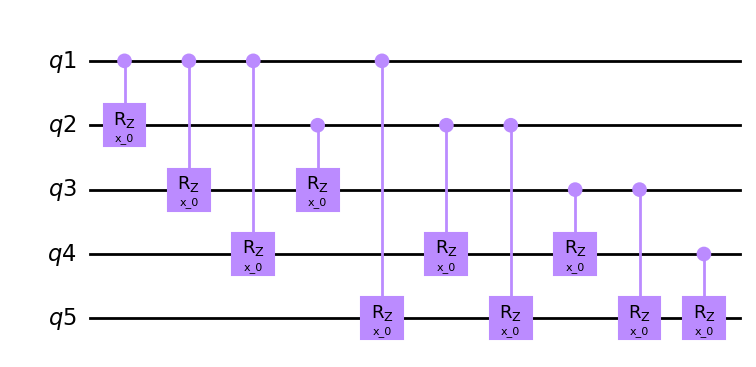 q1
q2 R_Z x_0
q3 R_Z x_0 R_Z x_0
q4 R_Z x_0 R_Z x_0 R_Z x_0
q5 R_Z x_0 R_Z x_0 R_Z x_0 R_Z x_0